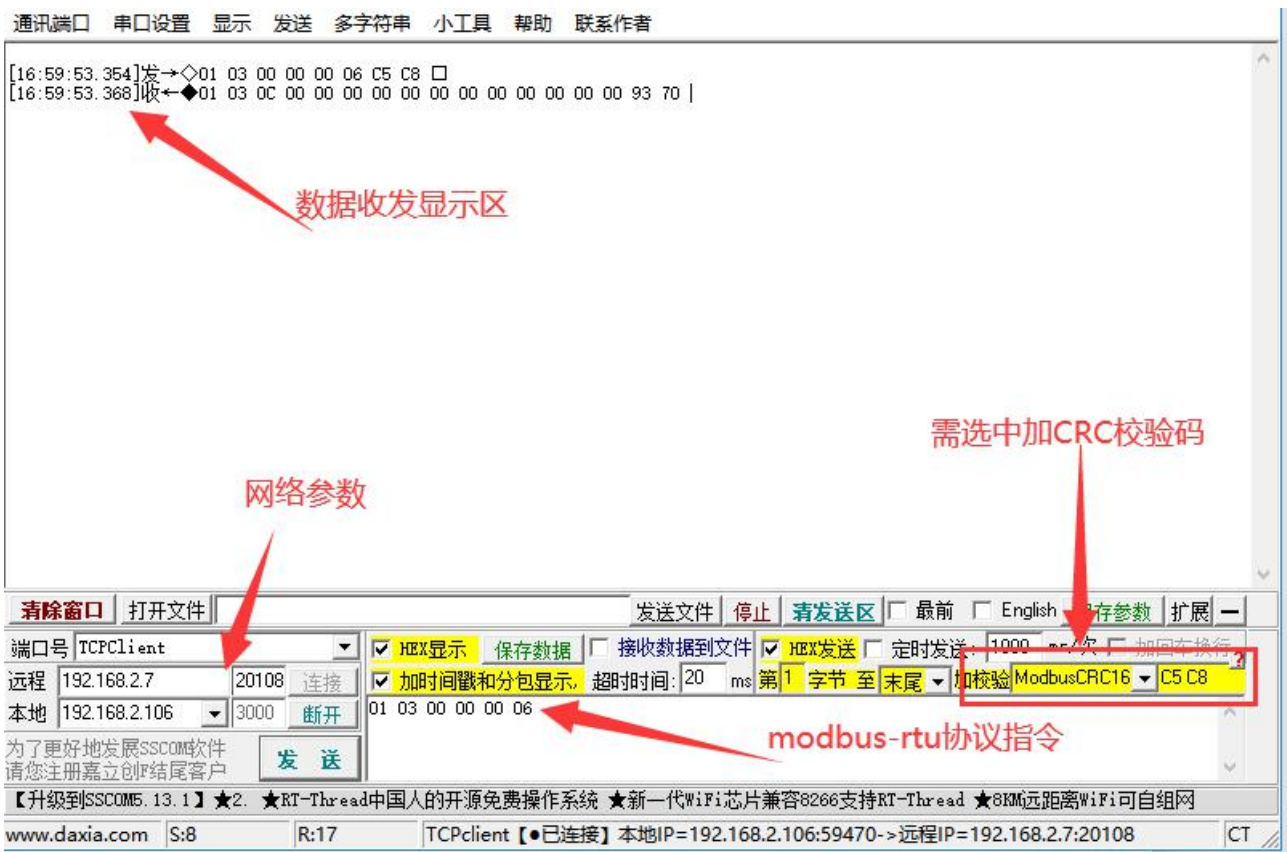 通讯端口 串口设置 显示 发送 多字符串 小工具 帮助 联系作者
[16:59:53.354]发→◇01 03 00 00 00 06 C5 C8 □
[16:59:53.368]收←◆01 03 0C 00 00 00 00 00 00 00 00 00 00 00 00 93 70
数据收发显示区
需选中加CRC校验码
网络参数
清除窗口 打开文件 发送文件 停止 清发送区 最前 English 存参数 扩展 —
端口号 TCPClient HEX显示 保存数据 接收数据到文件 HEX发送 定时发送: 1000 ms/次 加回车换行
远程 192.168.2.7 20108 连接 加时间戳和分包显示, 超时时间: 20 ms 第1 字节 至 末尾 加校验 ModbusCRC16 C5 C8 ?
本地 192.168.2.106 3000 断开 01 03 00 00 00 06
modbus-rtu协议指令
为了更好地发展SSCOM软件
请您注册嘉立创F结尾客户
发 送
【升级到SSCOM5.13.1】★2. ★RT-Thread中国人的开源免费操作系统 ★新一代WiFi芯片兼容8266支持RT-Thread ★8KM远距离WiFi可自组网
www.daxia.com S:8 R:17 TCPclient【●已连接】本地IP=192.168.2.106:59470->远程IP=192.168.2.7:20108 CT